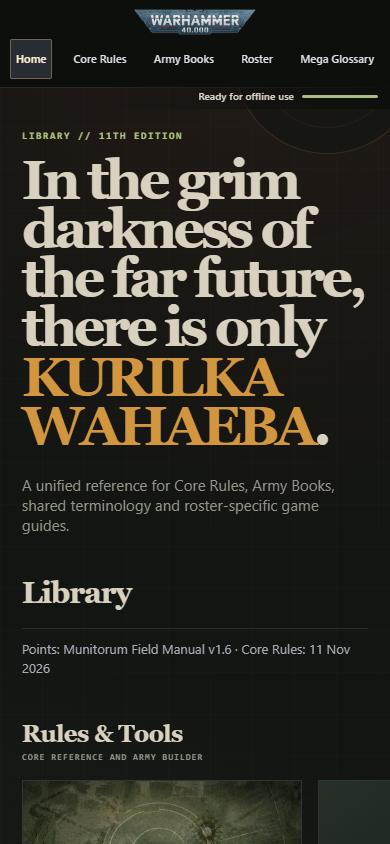 WARHAMMER
40,000
Home
Core Rules
Army Books
Roster
Mega Glossary
Ready for offline use
LIBRARY // 11TH EDITION
In the grim
darkness of
the far future,
there is only
KURILKA
WAHAEBA.
A unified reference for Core Rules, Army Books,
shared terminology and roster-specific game
guides.
Library
Points: Munitorum Field Manual v1.6 · Core Rules: 11 Nov
2026
Rules & Tools
CORE REFERENCE AND ARMY BUILDER